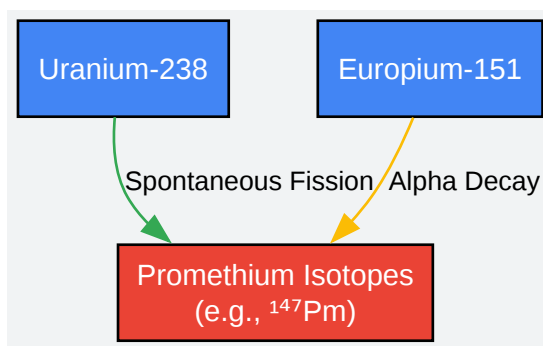 Uranium-238
Europium-151
Spontaneous Fission
Alpha Decay
Promethium Isotopes
(e.g., ¹⁴⁷Pm)